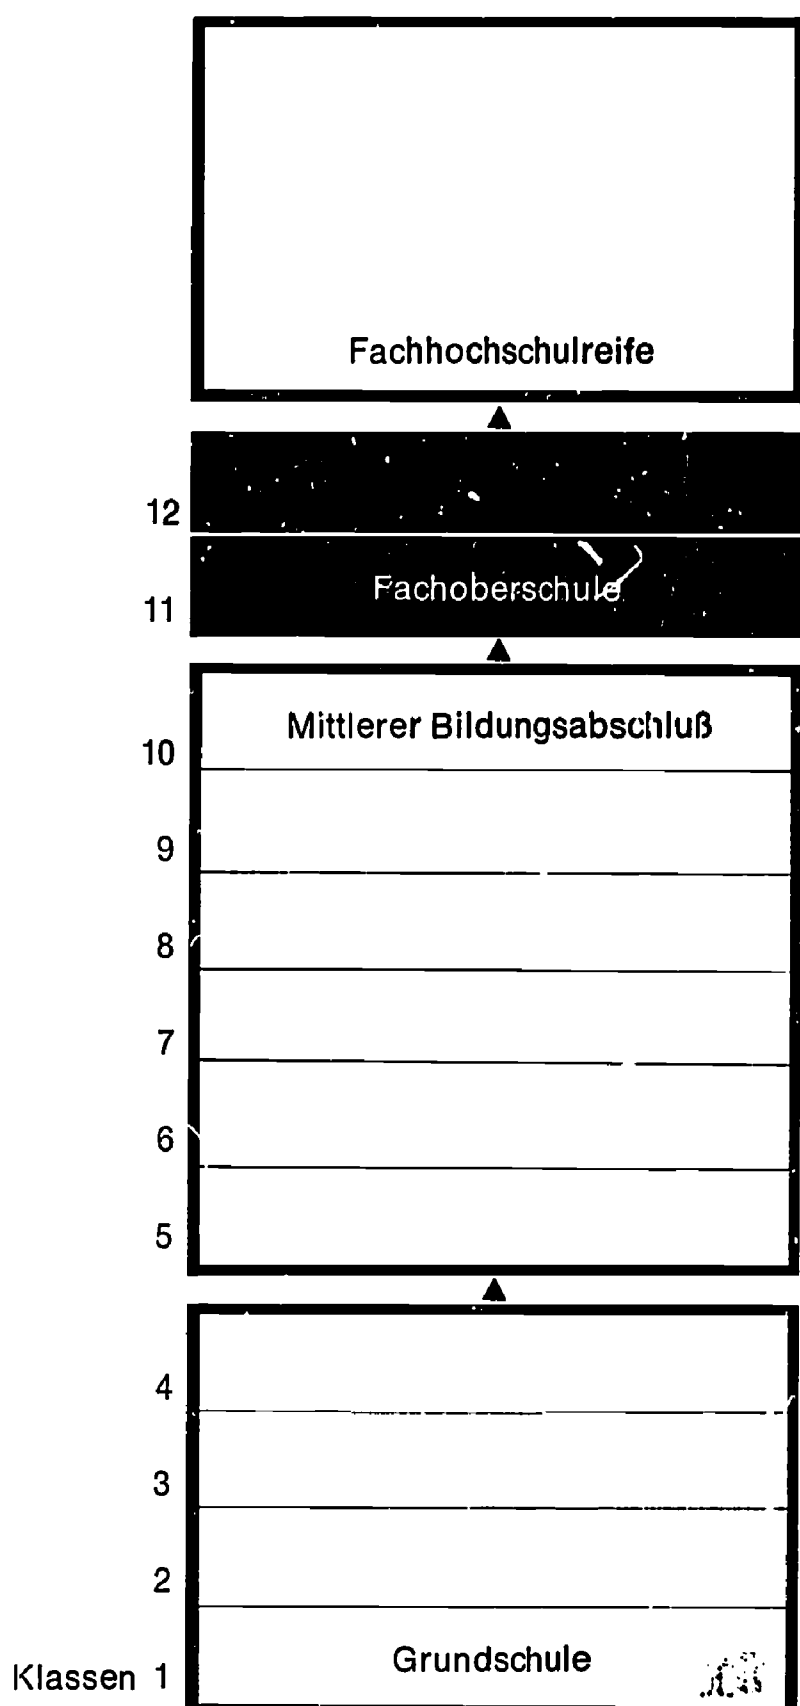 Fachhochschulreife
12
Fachoberschule
11
Mittlerer Bildungsabschluß
10
9
8
7
6
5
4
3
2
Grundschule
Klassen 1